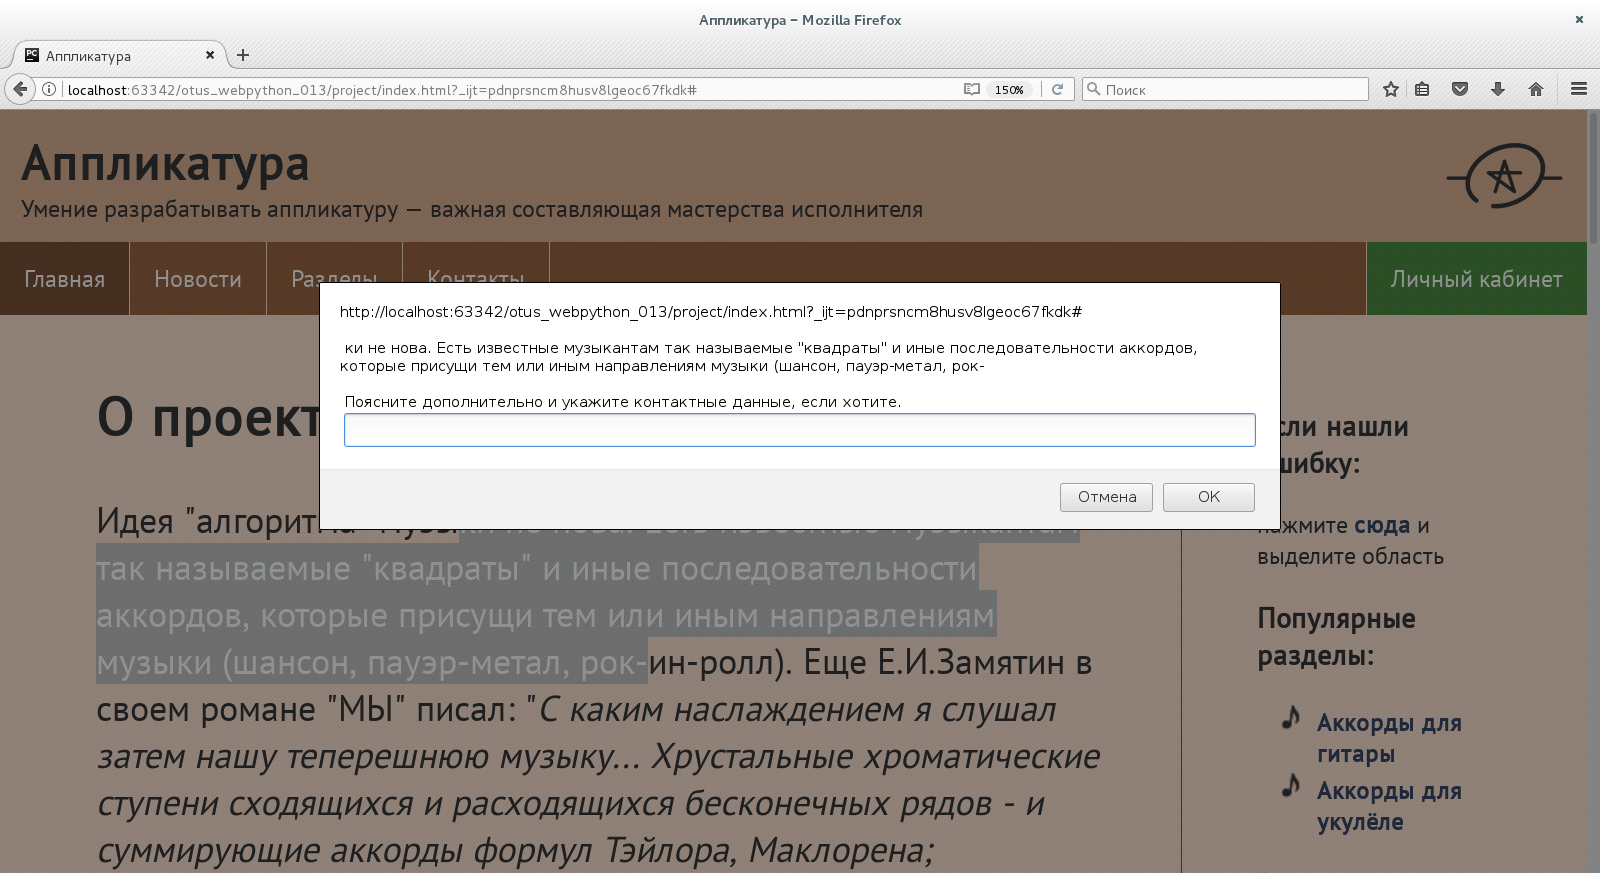 Аппликатура – Mozilla Firefox
PC Аппликатура
localhost:63342/otus_webpython_013/project/index.html?_ijt=pdnprsncm8husv8lgeoc67fkdk#
150%
Поиск
Аппликатура
Умение разрабатывать аппликатуру — важная составляющая мастерства исполнителя
Главная
Новости
Разделы
Контакты
Личный кабинет
http://localhost:63342/otus_webpython_013/project/index.html?_ijt=pdnprsncm8husv8lgeoc67fkdk#
ки не нова. Есть известные музыкантам так называемые "квадраты" и иные последовательности аккордов,
которые присущи тем или иным направлениям музыки (шансон, пауэр-метал, рок-
Поясните дополнительно и укажите контактные данные, если хотите.
Отмена
OK
О проект
Идея "алгоритма" музыки не нова. Есть известные музыкантам
так называемые "квадраты" и иные последовательности
аккордов, которые присущи тем или иным направлениям
музыки (шансон, пауэр-метал, рок-ин-ролл). Еще Е.И.Замятин в
своем романе "МЫ" писал: "С каким наслаждением я слушал
затем нашу теперешнюю музыку... Хрустальные хроматические
ступени сходящихся и расходящихся бесконечных рядов - и
суммирующие аккорды формул Тэйлора, Маклорена;
сли нашли
шибку:
нажмите сюда и
выделите область
Популярные
разделы:
Аккорды для
гитары
Аккорды для
укулёле